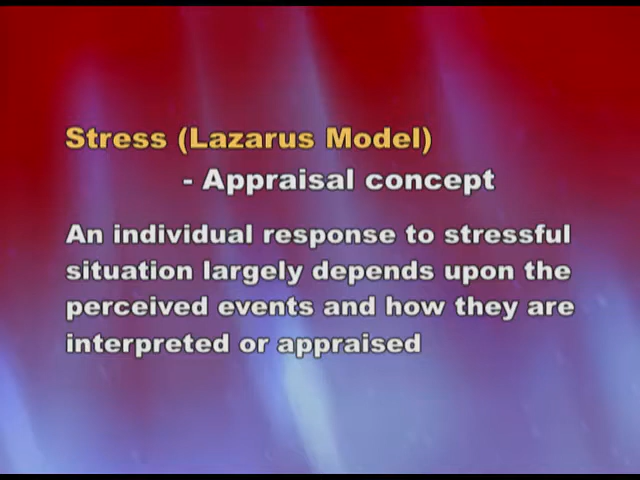 Stress (Lazarus Model)
- Appraisal concept
An individual response to stressful
situation largely depends upon the
perceived events and how they are
interpreted or appraised